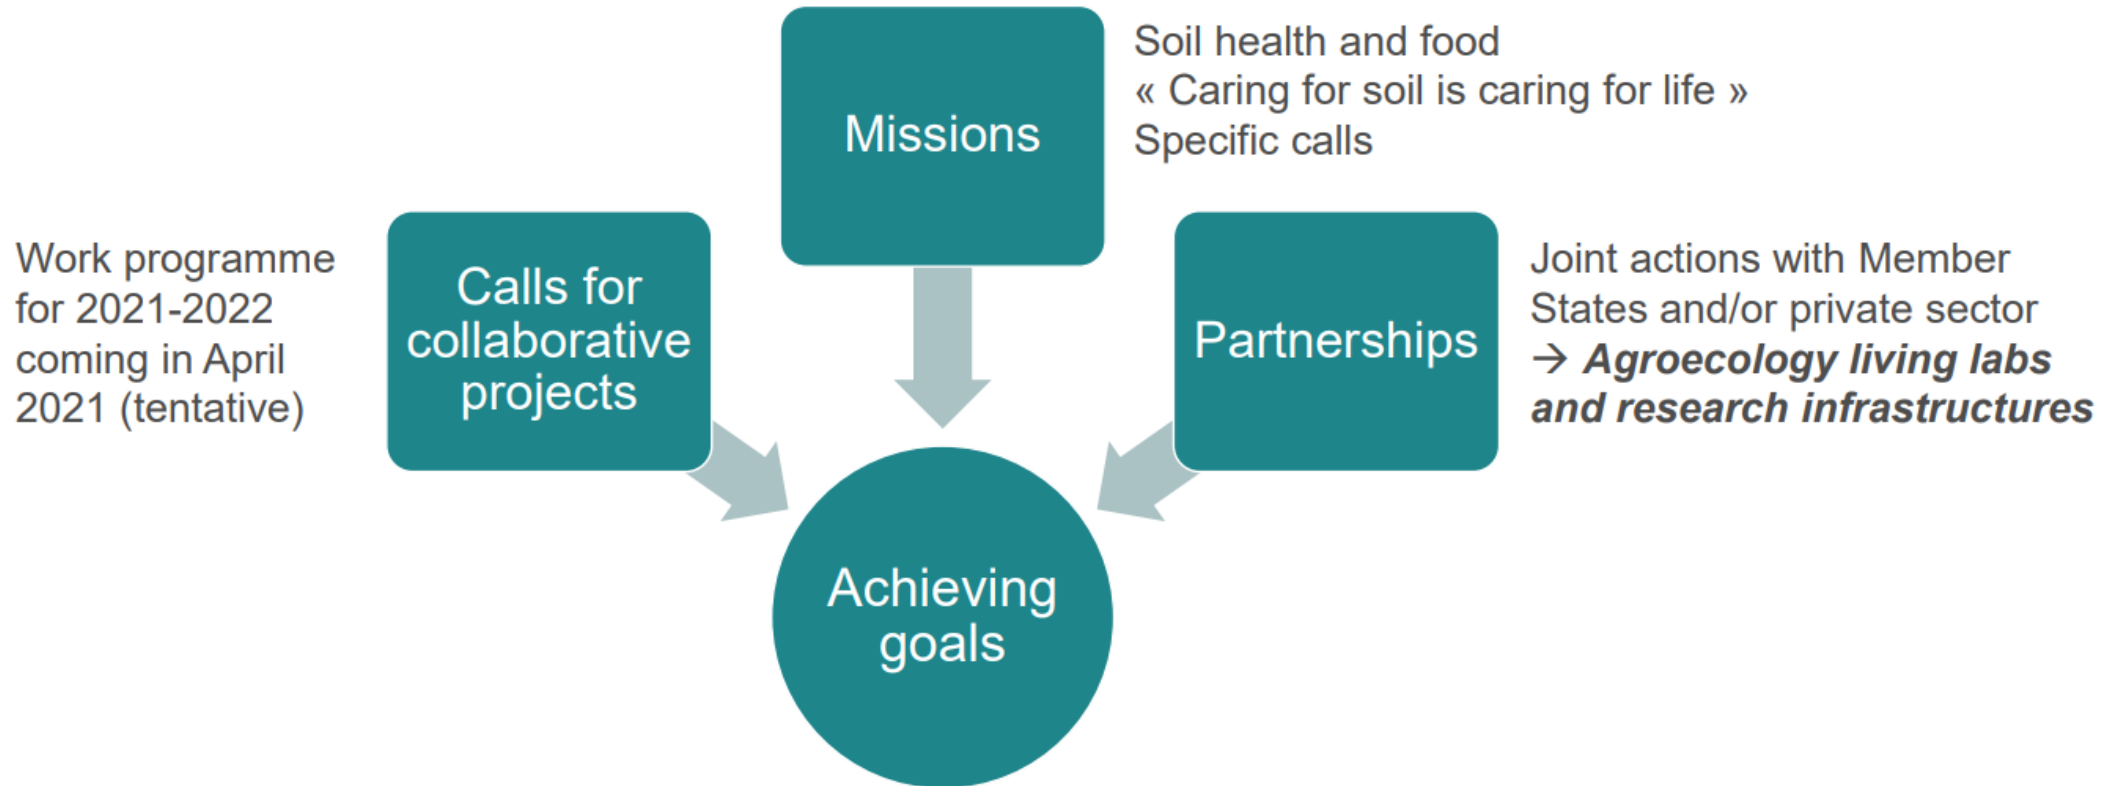 Missions
Soil health and food
« Caring for soil is caring for life »
Specific calls
Work programme
for 2021-2022
coming in April
2021 (tentative)
Calls for
collaborative
projects
Partnerships
Joint actions with Member
States and/or private sector
→ Agroecology living labs
and research infrastructures
Achieving
goals